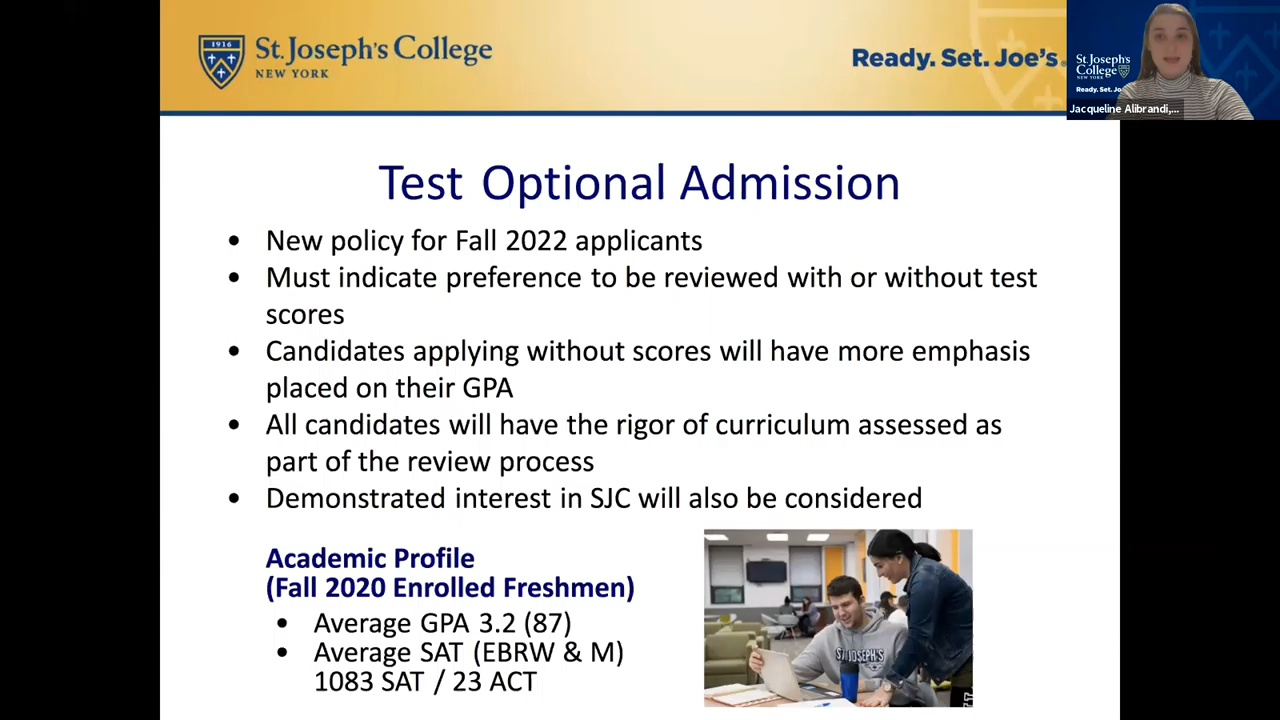 1916
St. Joseph's College
NEW YORK
Ready. Set. Joe's.
St. Joseph's
College
NEW YORK
Ready. Set. Jo
Jacqueline Alibrandi,...
Test Optional Admission
• New policy for Fall 2022 applicants
• Must indicate preference to be reviewed with or without test
scores
• Candidates applying without scores will have more emphasis
placed on their GPA
• All candidates will have the rigor of curriculum assessed as
part of the review process
• Demonstrated interest in SJC will also be considered
Academic Profile
(Fall 2020 Enrolled Freshmen)
• Average GPA 3.2 (87)
• Average SAT (EBRW & M)
1083 SAT / 23 ACT
ST. JOSEPH'S